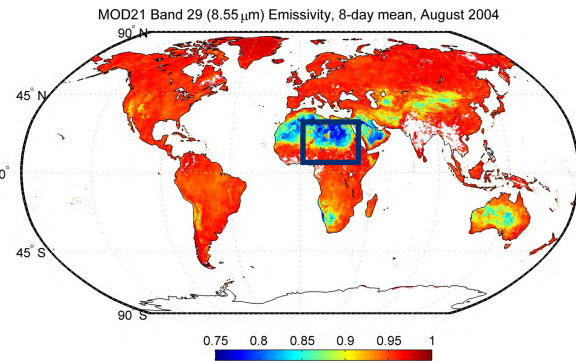 MOD21 Band 29 (8.55 μm) Emissivity, 8-day mean, August 2004
90° N
45° N
0°
45° S
90° S
0.75 0.8 0.85 0.9 0.95 1